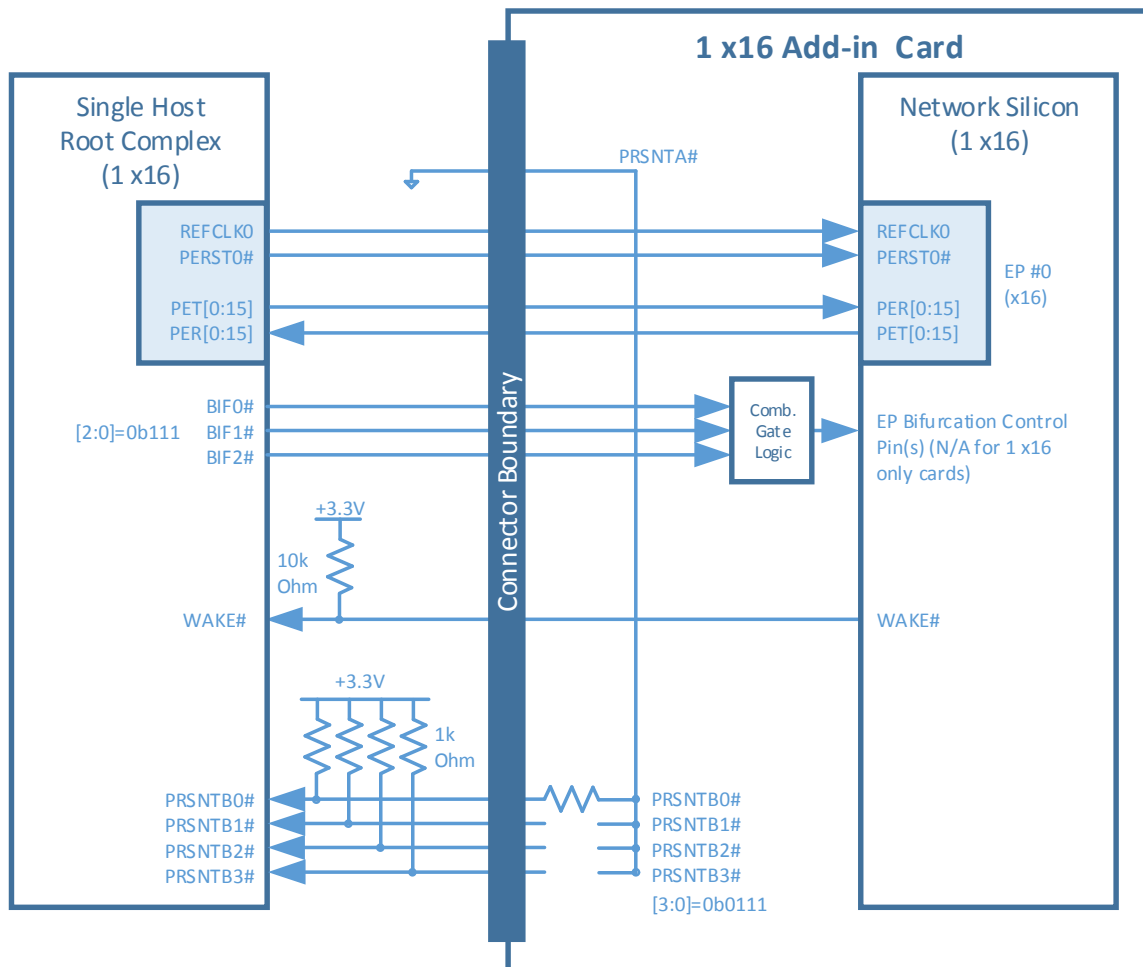 1 x16 Add-in Card
Single Host
Root Complex
(1 x16)
Network Silicon
(1 x16)
PRSNTA#
REFCLK0
PERST0#
PET[0:15]
PER[0:15]
REFCLK0
PERST0#
PER[0:15]
PET[0:15]
EP #0
(x16)
BIF0#
BIF1#
BIF2#
[2:0]=0b111
Connector Boundary
Comb.
Gate
Logic
EP Bifurcation Control
Pin(s) (N/A for 1 x16
only cards)
+3.3V
10k
Ohm
WAKE#
WAKE#
+3.3V
1k
Ohm
PRSNTB0#
PRSNTB1#
PRSNTB2#
PRSNTB3#
PRSNTB0#
PRSNTB1#
PRSNTB2#
PRSNTB3#
[3:0]=0b0111